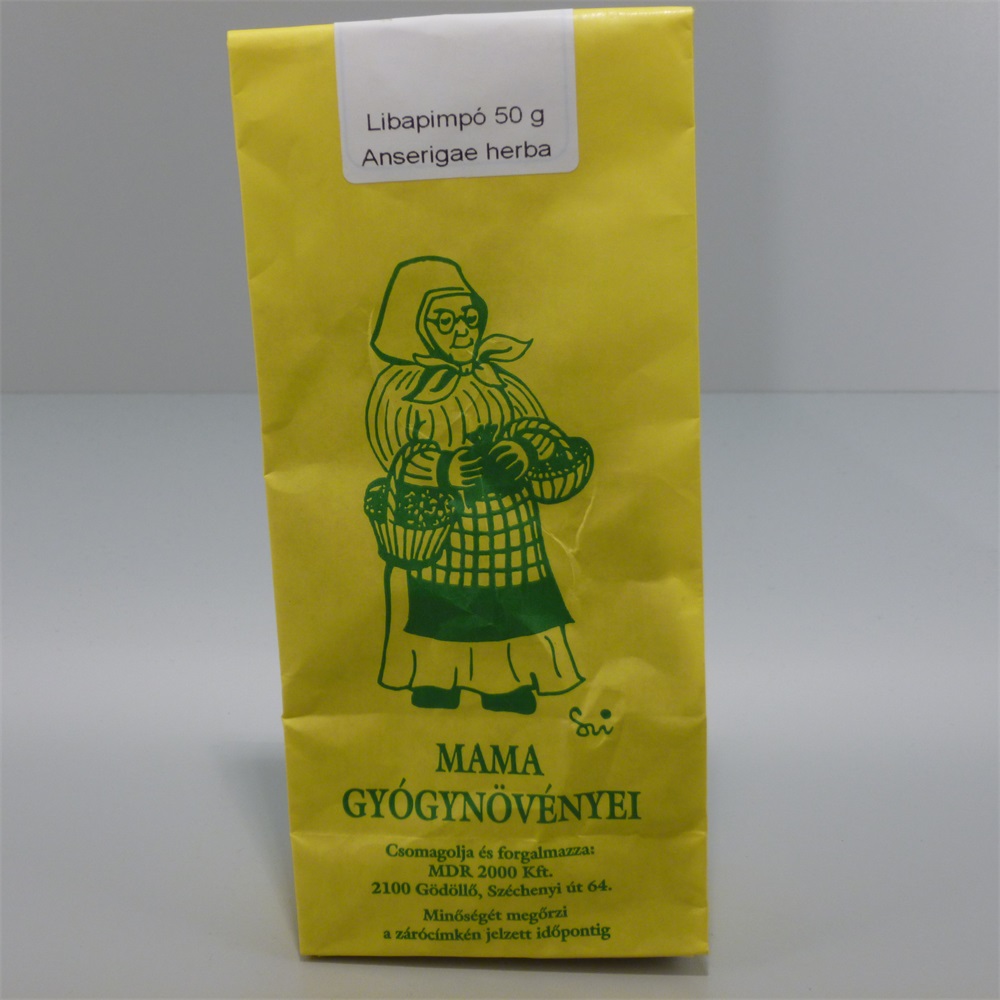 Libapimpó 50 g
Anserigae herba
Sri
MAMA
GYÓGYNÖVÉNYEI
Csomagolja és forgalmazza:
MDR 2000 Kft.
2100 Gödöllő, Széchenyi út 64.
Minőségét megőrzi
a zárócímkén jelzett időpontig